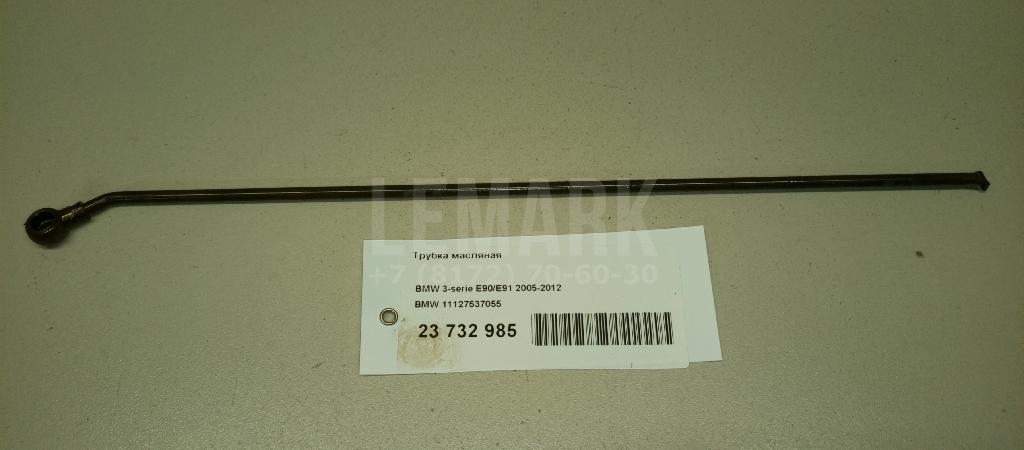 LEMARK
Трубка масляная
+7 (8172) 70-60-30
BMW 3-serie E90/E91 2005-2012
BMW 11127537055
23 732 985